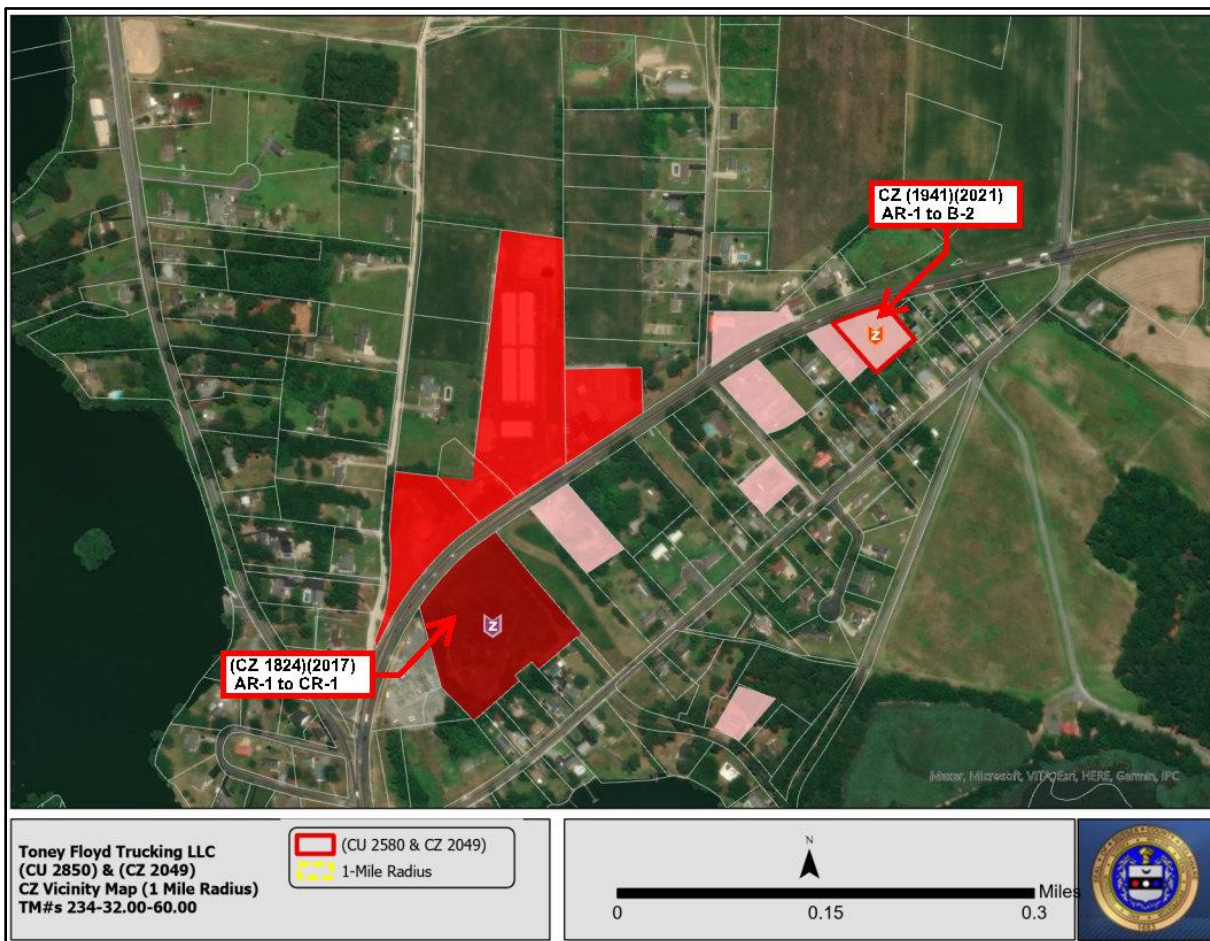 CZ (1941)(2021)
AR-1 to B-2
Z
Z
(CZ 1824)(2017)
AR-1 to CR-1
Maxar, Microsoft, VITA, Esri, HERE, Garmin, iPC
Toney Floyd Trucking LLC
(CU 2850) & (CZ 2049)
CZ Vicinity Map (1 Mile Radius)
TM#s 234-32.00-60.00
(CU 2580 & CZ 2049)
1-Mile Radius
N
Miles
0 0.15 0.3
1683